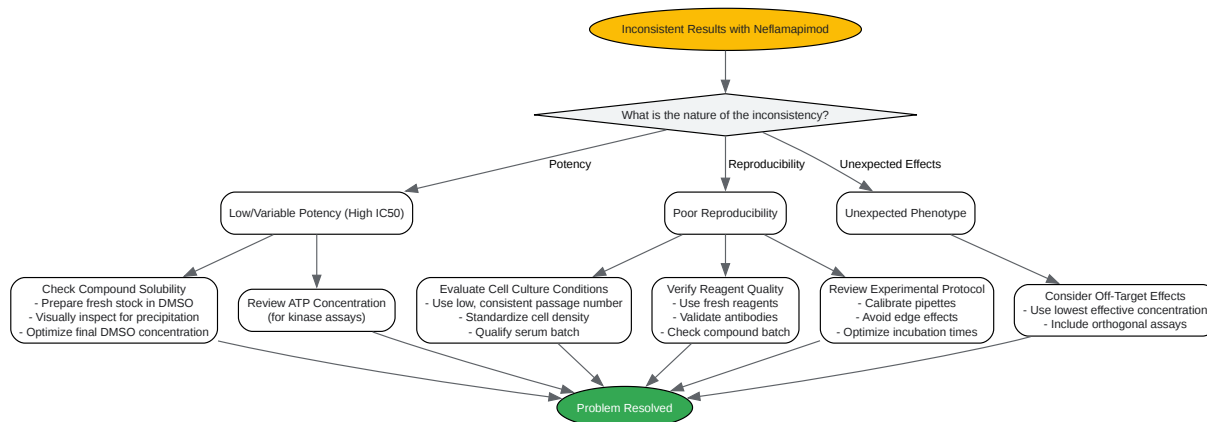 Inconsistent Results with Neflamapimod
What is the nature of the inconsistency?
Potency
Reproducibility
Unexpected Effects
Low/Variable Potency (High IC50)
Poor Reproducibility
Unexpected Phenotype
Check Compound Solubility
- Prepare fresh stock in DMSO
- Visually inspect for precipitation
- Optimize final DMSO concentration
Review ATP Concentration
(for kinase assays)
Evaluate Cell Culture Conditions
- Use low, consistent passage number
- Standardize cell density
- Qualify serum batch
Verify Reagent Quality
- Use fresh reagents
- Validate antibodies
- Check compound batch
Review Experimental Protocol
- Calibrate pipettes
- Avoid edge effects
- Optimize incubation times
Consider Off-Target Effects
- Use lowest effective concentration
- Include orthogonal assays
Problem Resolved